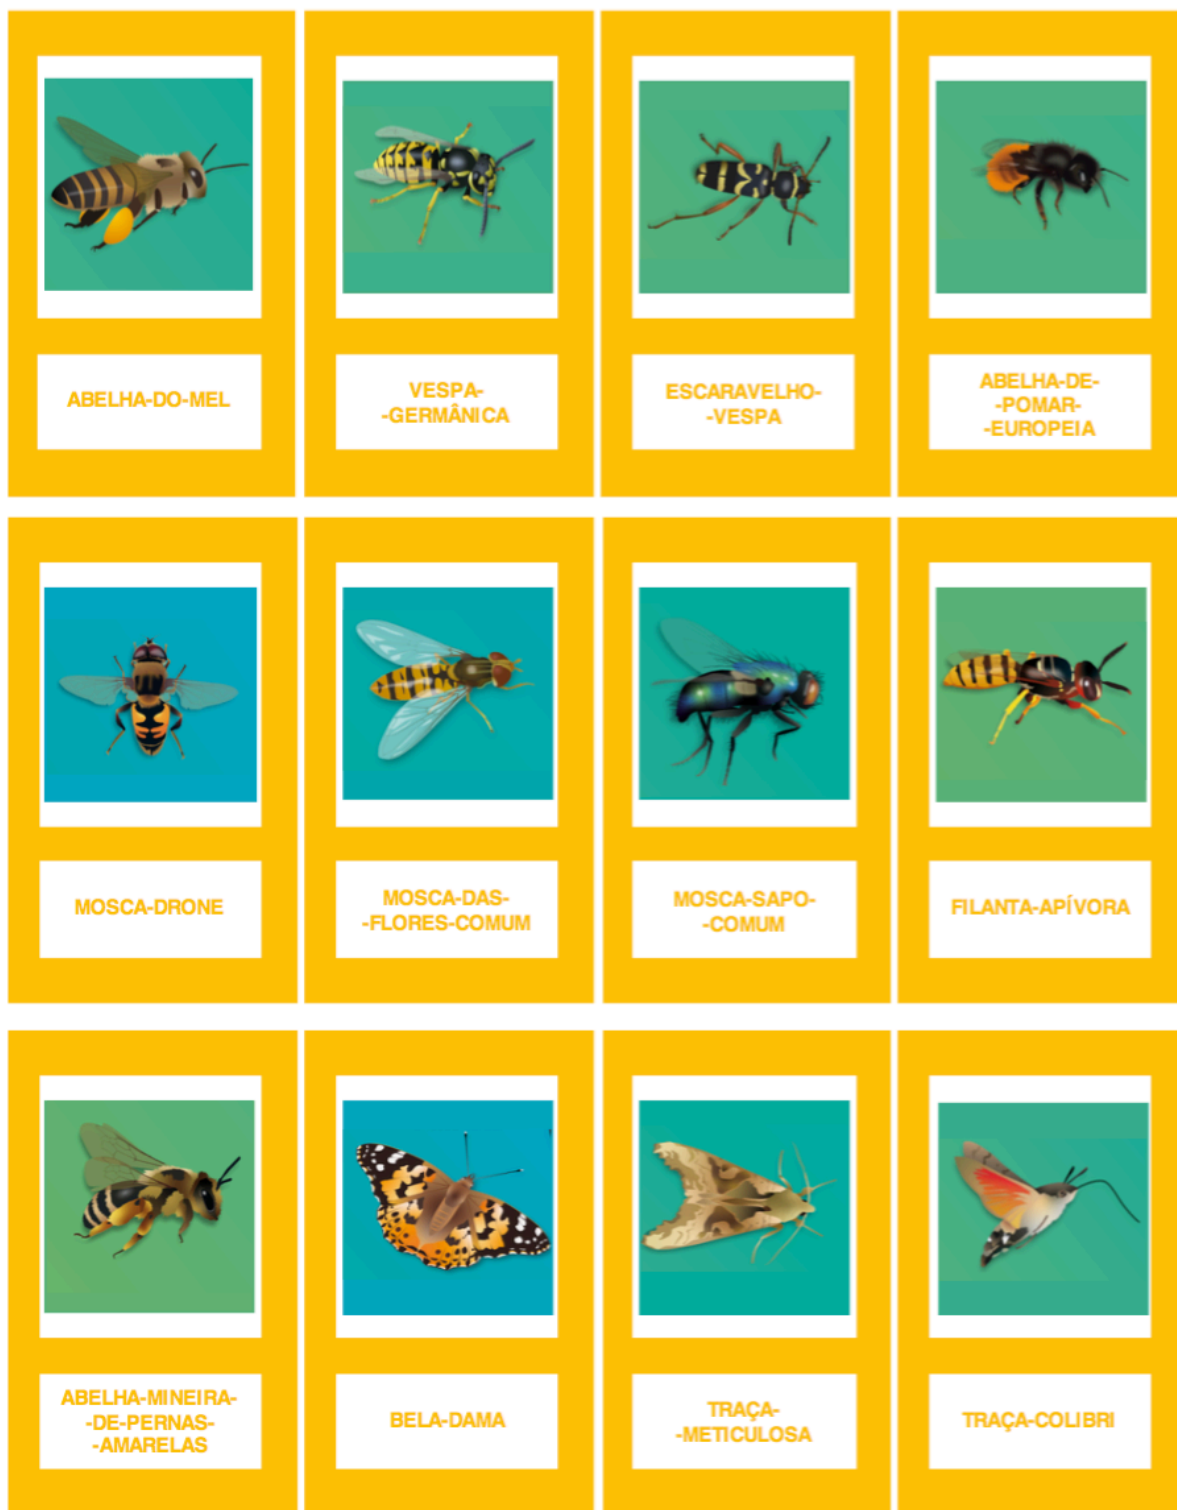 ABELHA-DO-MEL
VESPA-
-GERMÂNICA
ESCARAVELHO-
-VESPA
ABELHA-DE-
-POMAR-
-EUROPEIA
MOSCA-DRONE
MOSCA-DAS-
-FLORES-COMUM
MOSCA-SAPO-
-COMUM
FILANTA-APÍVORA
ABELHA-MINEIRA-
-DE-PERNAS-
-AMARELAS
BELA-DAMA
TRAÇA-
-METICULOSA
TRAÇA-COLIBRI